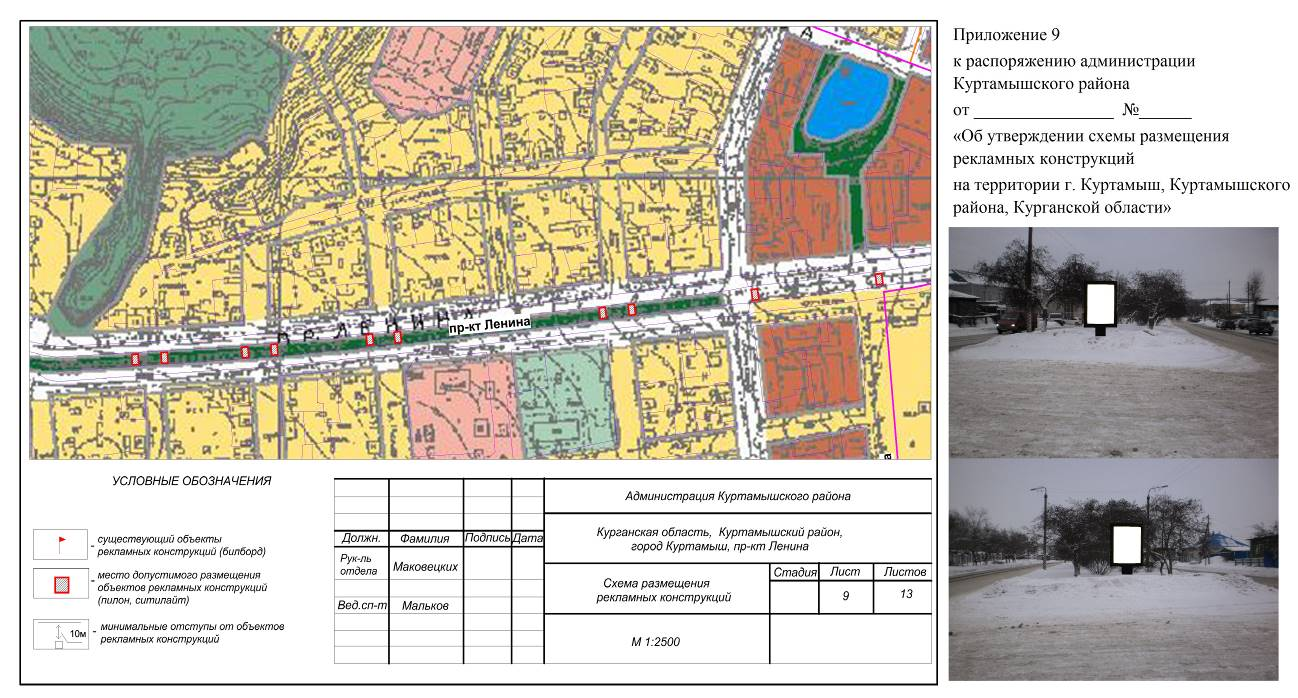 Приложение 9
к распоряжению администрации
Куртамышского района
от _________________ №______
«Об утверждении схемы размещения
рекламных конструкций
на территории г. Куртамыш, Куртамышского
района, Курганской области»
пр-кт Ленина
УСЛОВНЫЕ ОБОЗНАЧЕНИЯ
- существующий объекты
рекламных конструкций (билборд)
- место допустимого размещения
объектов рекламных конструкций
(пилон, ситилайт)
10м
- минимальные отступы от объектов
рекламных конструкций
Должн. Фамилия Подпись Дата
Рук-ль
отдела
Маковецких
Вед.сп-т Мальков
Администрация Куртамышского района
Курганская область, Куртамышский район,
город Куртамыш, пр-кт Ленина
Схема размещения
рекламных конструкций
Стадия Лист Листов
9 13
М 1:2500